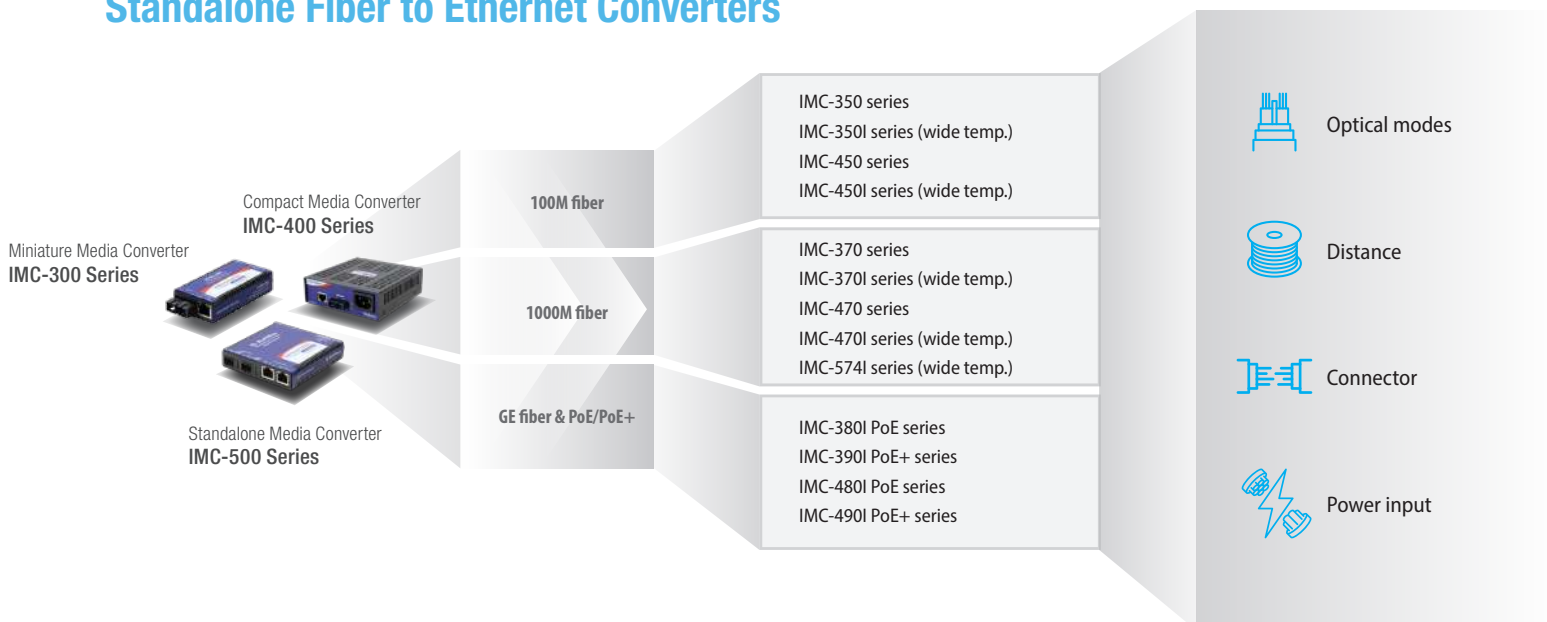 Standalone Fiber to Ethernet Converters
Compact Media Converter
IMC-400 Series
Miniature Media Converter
IMC-300 Series
Standalone Media Converter
IMC-500 Series
100M fiber
1000M fiber
GE fiber & PoE/PoE+
IMC-350 series
IMC-350I series (wide temp.)
IMC-450 series
IMC-450I series (wide temp.)
IMC-370 series
IMC-370I series (wide temp.)
IMC-470 series
IMC-470I series (wide temp.)
IMC-574I series (wide temp.)
IMC-380I PoE series
IMC-390I PoE+ series
IMC-480I PoE series
IMC-490I PoE+ series
Optical modes
Distance
Connector
Power input